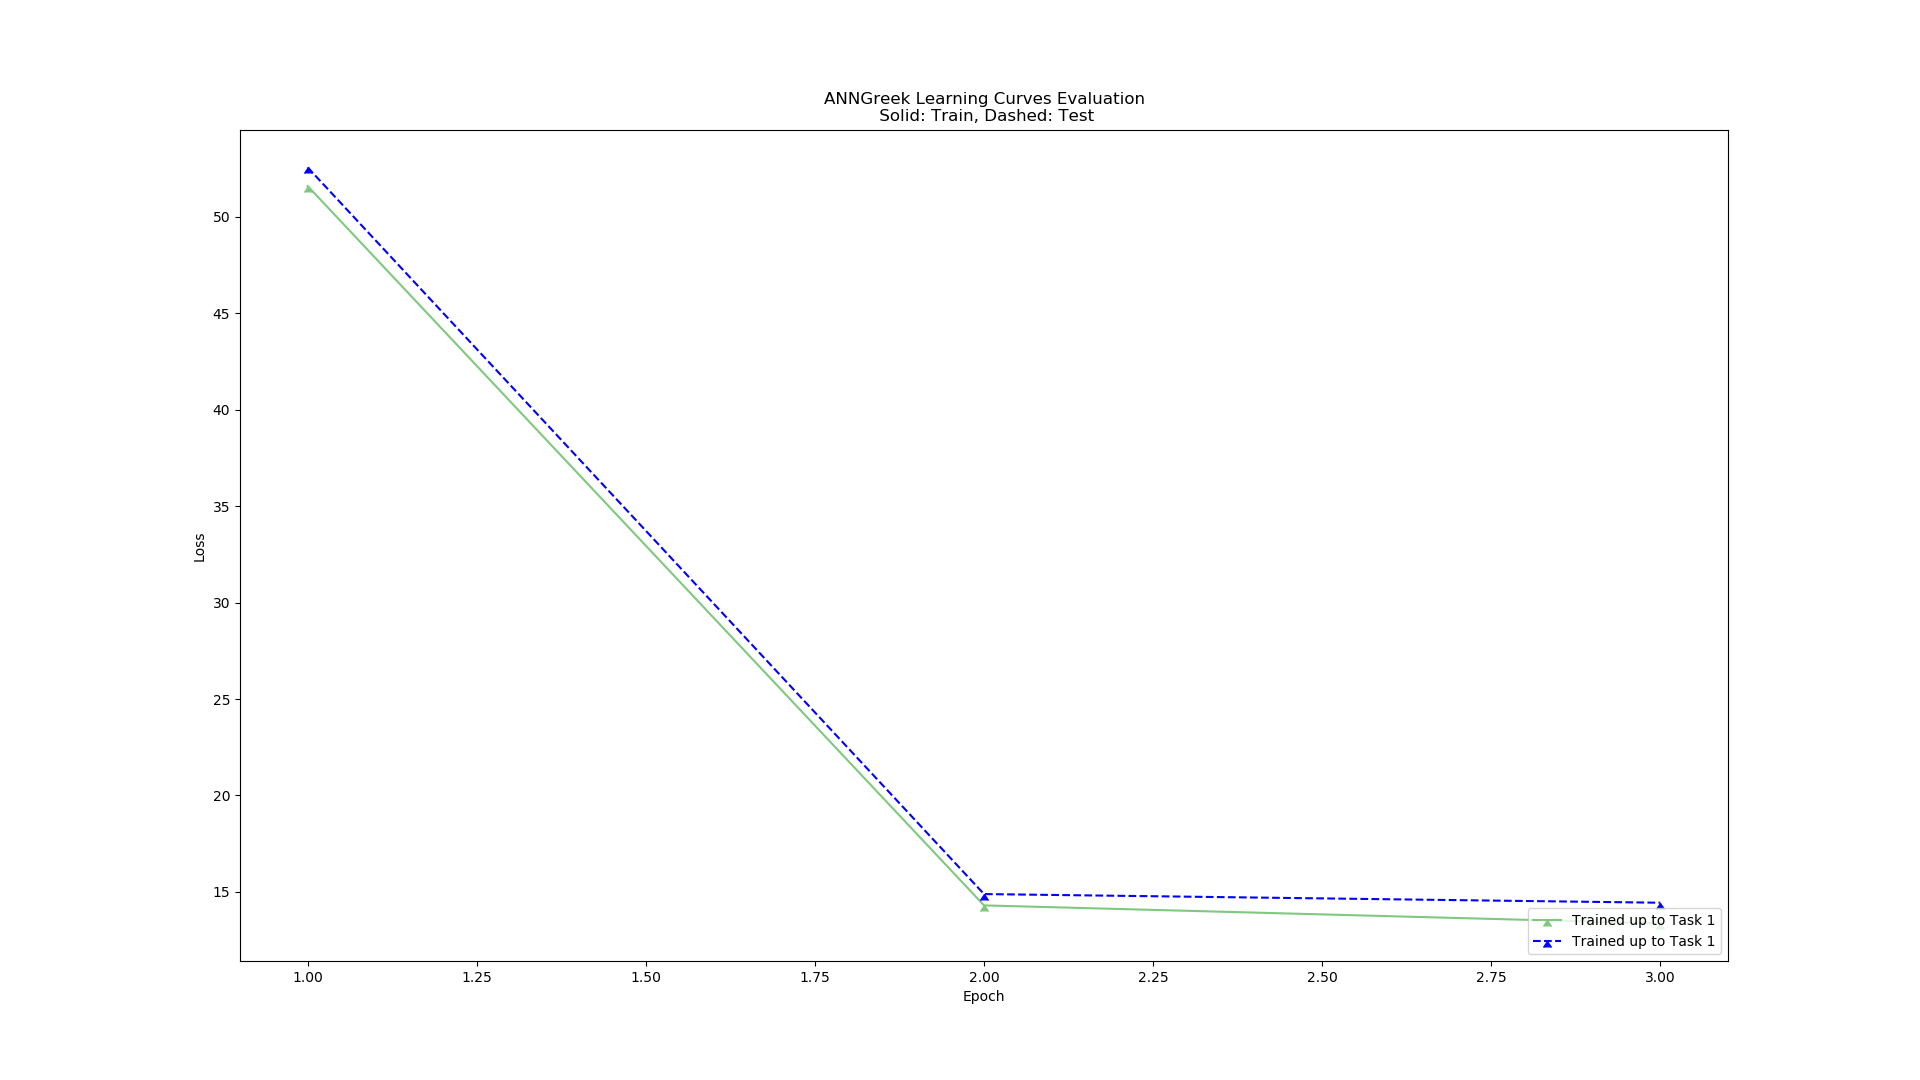 ANNGreek Learning Curves Evaluation
Solid: Train, Dashed: Test
50
45
40
35
30
25
20
15
Loss
1.00 1.25 1.50 1.75 2.00 2.25 2.50 2.75 3.00
Epoch
Trained up to Task 1
Trained up to Task 1